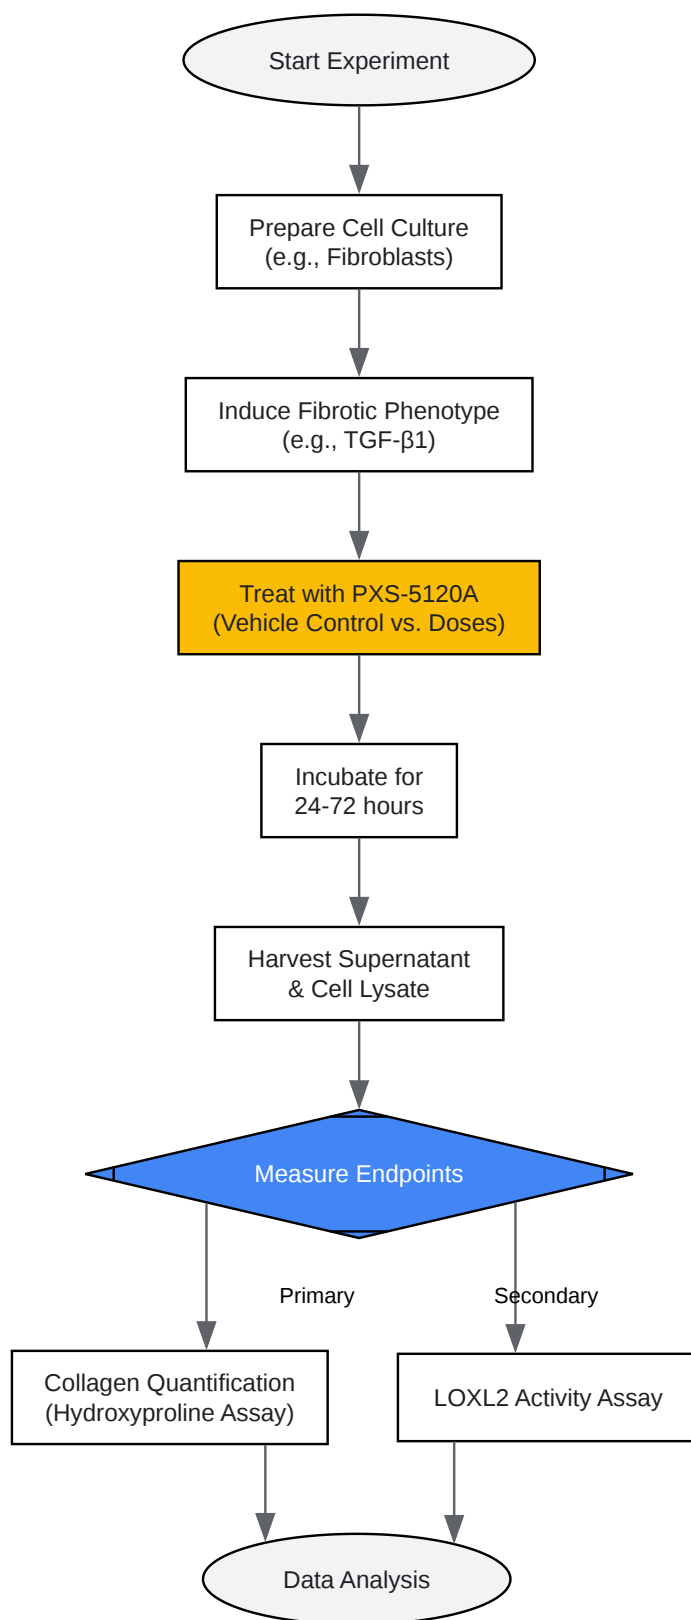 Start Experiment
Prepare Cell Culture
(e.g., Fibroblasts)
Induce Fibrotic Phenotype
(e.g., TGF-β1)
Treat with PXS-5120A
(Vehicle Control vs. Doses)
Incubate for
24-72 hours
Harvest Supernatant
& Cell Lysate
Measure Endpoints
Primary
Secondary
Collagen Quantification
(Hydroxyproline Assay)
LOXL2 Activity Assay
Data Analysis